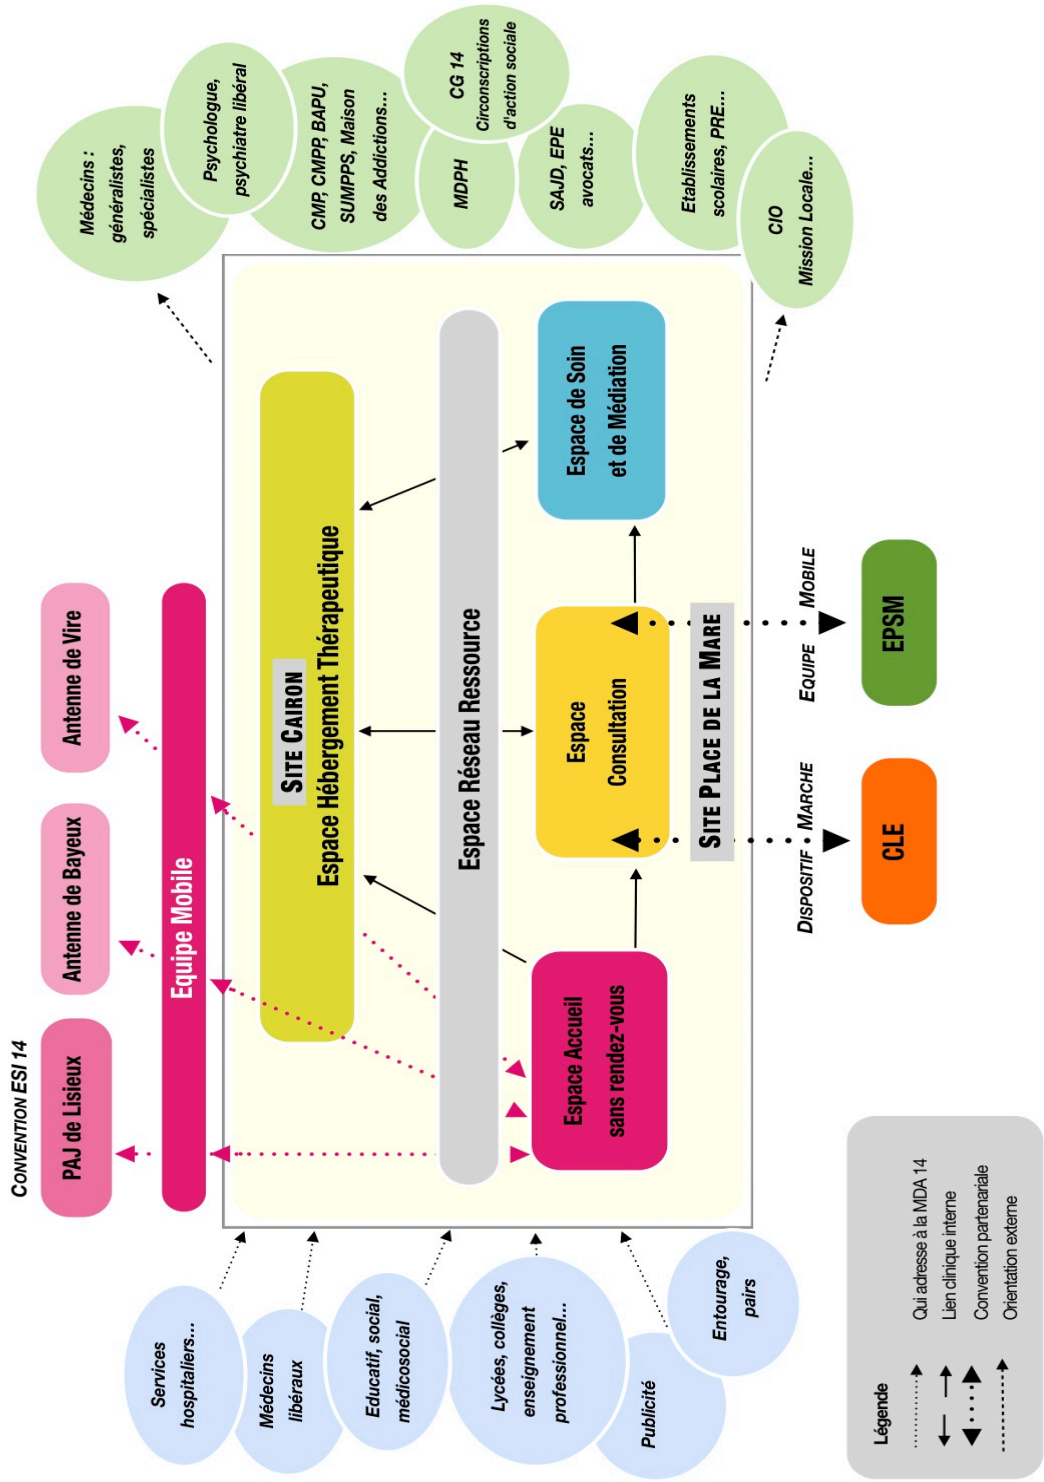 CONVENTION ESI 14
PAJ de Lisieux
Antenne de Bayeux
Antenne de Vire
Equipe Mobile
Services
hospitaliers...
Médecins
libéraux
Educatif, social,
médicosocial
Lycées, collèges,
enseignement
professionnel...
Publicité
Entourage,
pairs
SITE CAIRON
Espace Hébergement Thérapeutique
Espace Réseau Ressource
Espace Accueil
sans rendez-vous
Espace
Consultation
Espace de Soin
et de Médiation
SITE PLACE DE LA MARE
Médecins :
généralistes,
spécialistes
Psychologue,
psychiatre libéral
CMP, CMPP, BAPU,
SUMPPS, Maison
des Addictions...
MDPH
CG 14
Circonscriptions
d'action sociale
SAJD, EPE
avocats...
Etablissements
scolaires, PRE...
CIO
Mission Locale...
DISPOSITIF MARCHE
EQUIPE MOBILE
CLE
EPSM
Légende
Qui adresse à la MDA 14
Lien clinique interne
Convention partenariale
Orientation externe